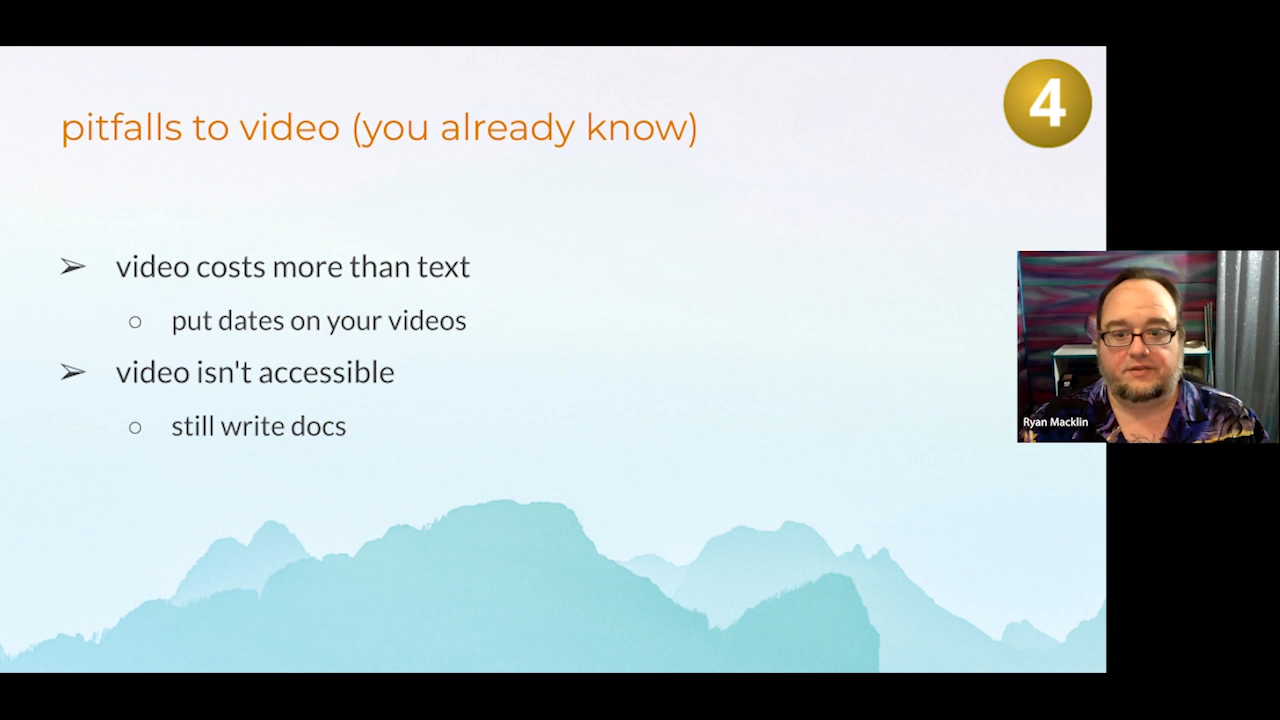 pitfalls to video (you already know)
4
➢ video costs more than text
○ put dates on your videos
➢ video isn't accessible
○ still write docs
Ryan Macklin